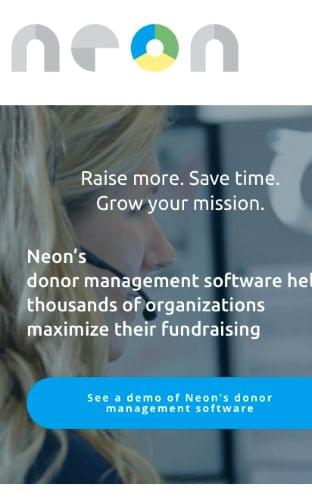 neon
Raise more. Save time.
Grow your mission.
Neon's
donor management software hel
thousands of organizations
maximize their fundraising
See a demo of Neon's donor
management software